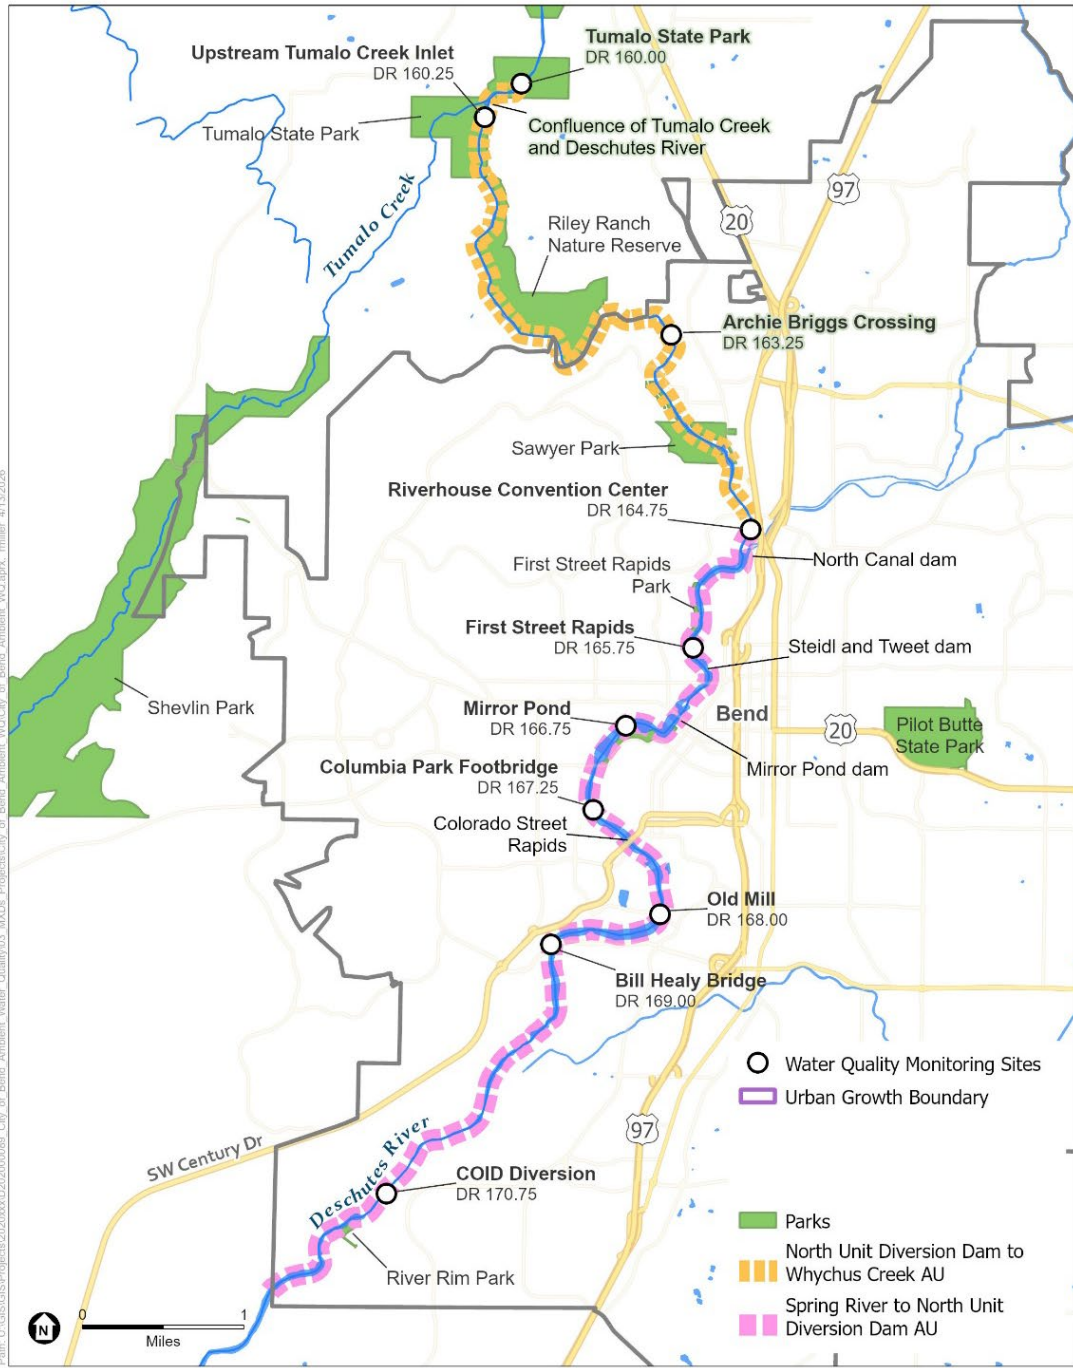 Upstream Tumalo Creek Inlet
DR 160.25
Tumalo State Park
DR 160.00
Tumalo State Park
Confluence of Tumalo Creek
and Deschutes River
Tumalo Creek
97
20
Riley Ranch
Nature Reserve
Archie Briggs Crossing
DR 163.25
Sawyer Park
Riverhouse Convention Center
DR 164.75
North Canal dam
First Street Rapids
Park
First Street Rapids
DR 165.75
Steidl and Tweet dam
Shevlin Park
Mirror Pond
DR 166.75
Bend
20
Pilot Butte
State Park
Mirror Pond dam
Columbia Park Footbridge
DR 167.25
Colorado Street
Rapids
Old Mill
DR 168.00
Bill Healy Bridge
DR 169.00
Water Quality Monitoring Sites
Urban Growth Boundary
97
SW Century Dr
Deschutes River
COID Diversion
DR 170.75
River Rim Park
Parks
North Unit Diversion Dam to
Whychus Creek AU
Spring River to North Unit
Diversion Dam AU
N
0 1
Miles